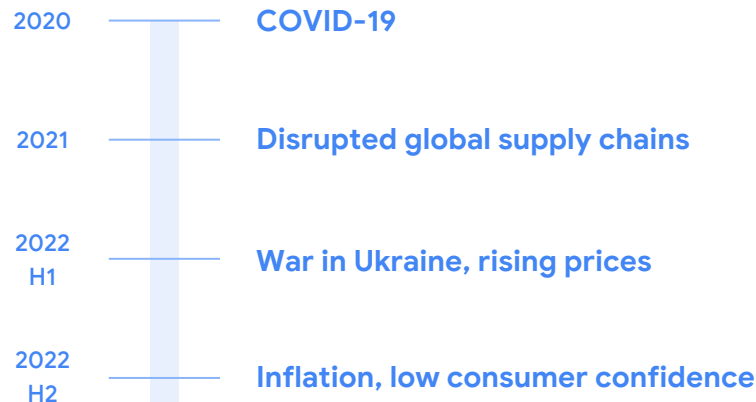 2020 COVID-19
2021 Disrupted global supply chains
2022
H1
War in Ukraine, rising prices
2022
H2
Inflation, low consumer confidence